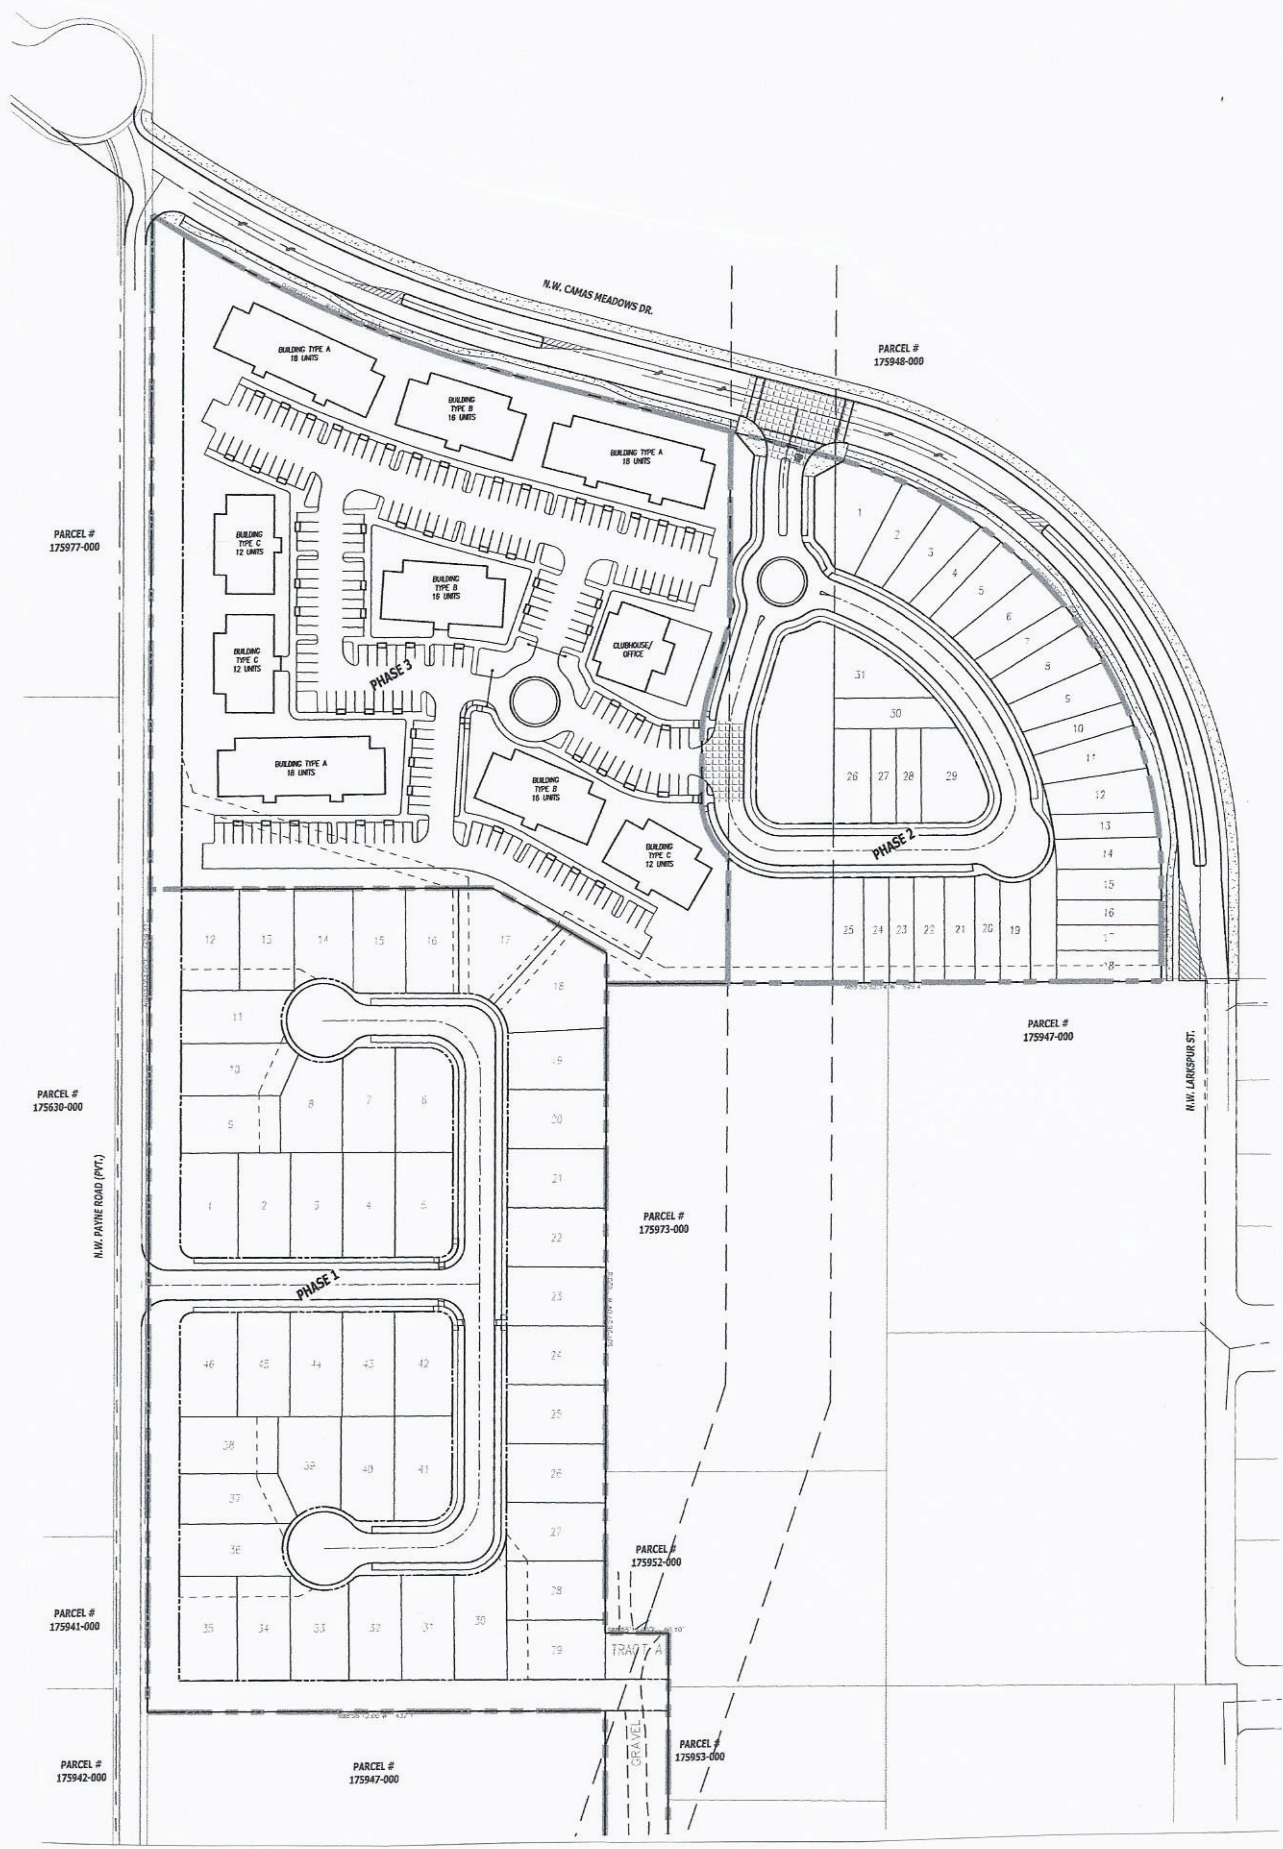 N.W. CAMAS MEADOWS DR.
PARCEL #
175948-000
BUILDING TYPE A
18 UNITS
BUILDING
TYPE B
16 UNITS
BUILDING TYPE A
18 UNITS
PARCEL #
175977-000
BUILDING
TYPE C
12 UNITS
BUILDING
TYPE B
16 UNITS
CLUBHOUSE/
OFFICE
BUILDING
TYPE C
12 UNITS
PHASE 3
BUILDING TYPE A
18 UNITS
BUILDING
TYPE B
16 UNITS
BUILDING
TYPE C
12 UNITS
1
2
3
4
5
6
7
8
9
10
11
12
13
14
15
16
17
18
31
30
26
27
28
29
PHASE 2
25
24
23
22
21
20
19
12
13
14
15
16
17
18
11
10
9
8
7
6
19
20
21
22
23
24
25
26
27
28
29
1
2
3
4
5
PHASE 1
46
45
44
43
42
38
39
40
41
37
36
35
34
33
32
31
30
PARCEL #
175630-000
N.W. PAYNE ROAD (PVT.)
PARCEL #
175947-000
N.W. LARKSPUR ST.
PARCEL #
175973-000
PARCEL #
175952-000
PARCEL #
175941-000
TRACT A
GRAVEL
PARCEL #
175953-000
PARCEL #
175942-000
PARCEL #
175947-000